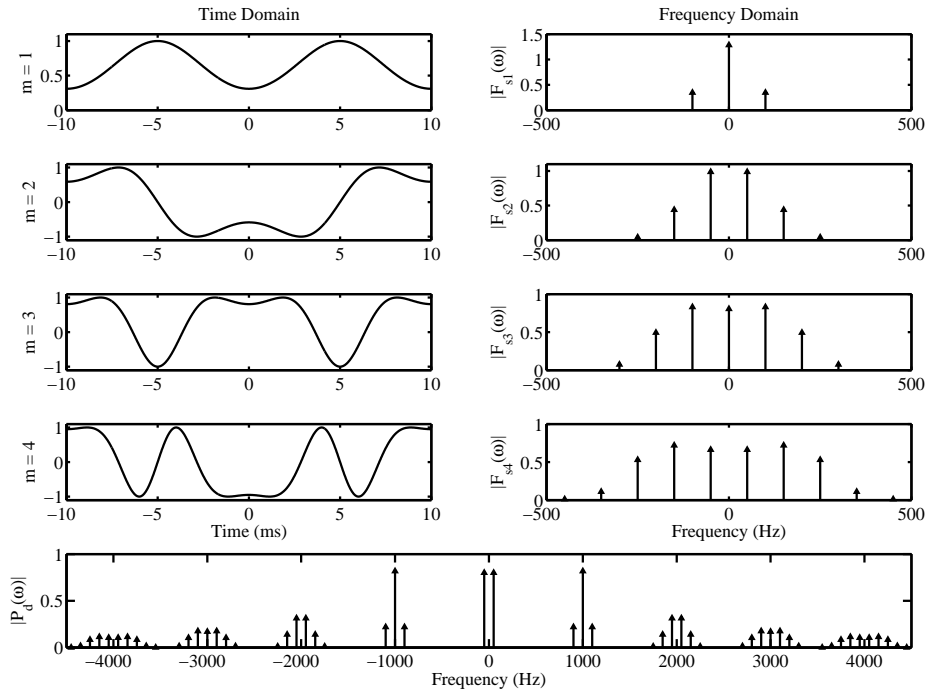 Time Domain
Frequency Domain
m = 1
1
0.5
0
−10 −5 0 5 10
|F_s1(ω)|
1.5
1
0.5
0
−500 0 500
m = 2
1
0
−1
−10 −5 0 5 10
|F_s2(ω)|
1
0.5
0
−500 0 500
m = 3
1
0
−1
−10 −5 0 5 10
|F_s3(ω)|
1
0.5
0
−500 0 500
m = 4
1
0
−1
−10 −5 0 5 10
Time (ms)
|F_s4(ω)|
1
0.5
0
−500 0 500
Frequency (Hz)
|P_d(ω)|
1
0.5
0
−4000 −3000 −2000 −1000 0 1000 2000 3000 4000
Frequency (Hz)